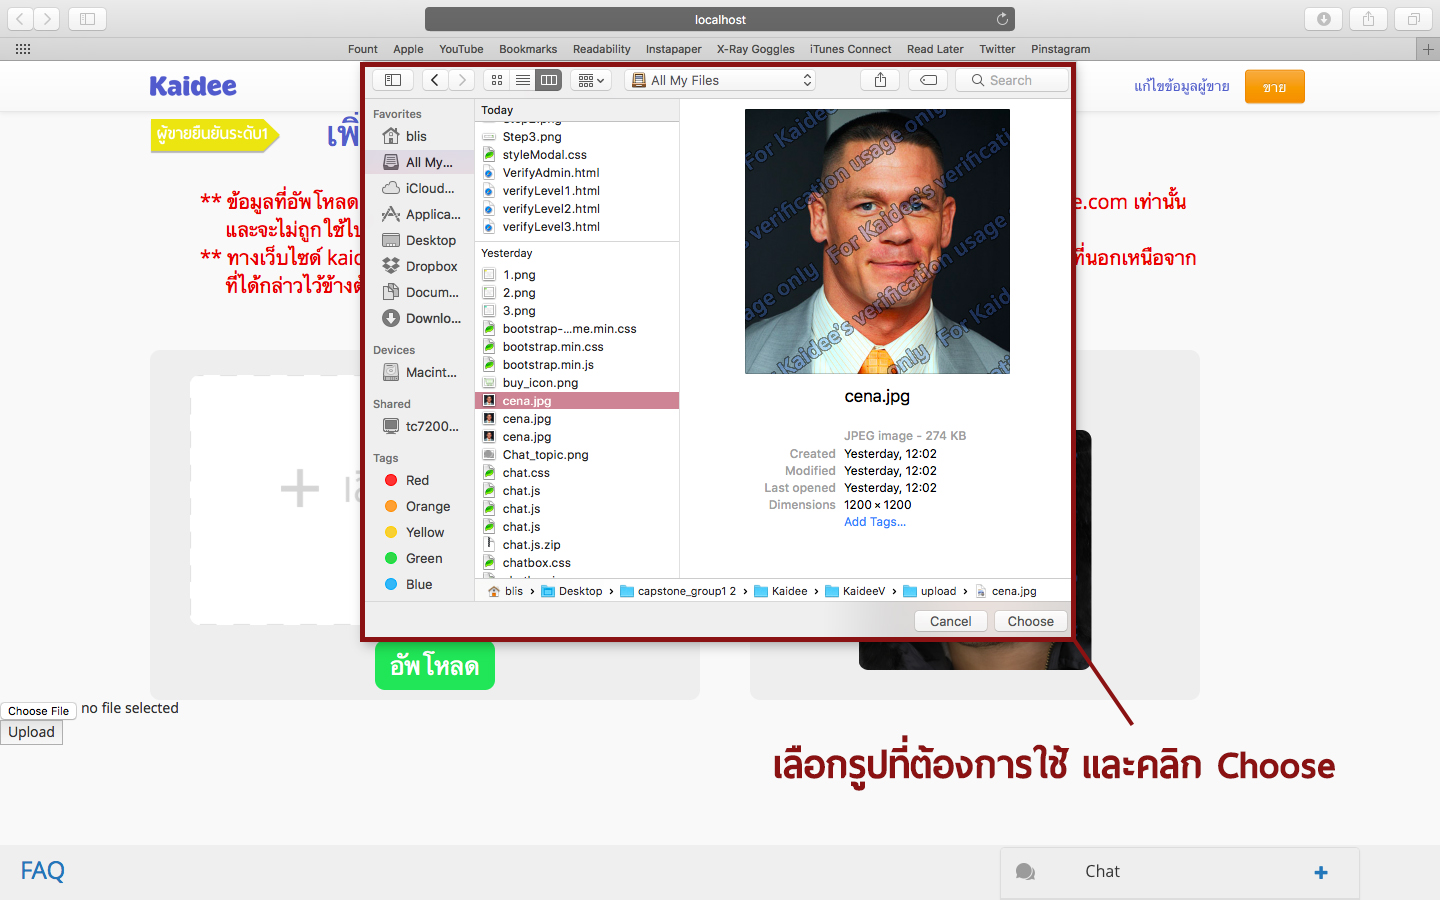 localhost
Fount Apple YouTube Bookmarks Readability Instapaper X-Ray Goggles iTunes Connect Read Later Twitter Pinstagram
Kaidee
แก้ไขข้อมูลผู้ขาย
ขาย
ผู้ขายยืนยันระดับ1
เพิ่
** ข้อมูลที่อัพโหลด
e.com เท่านั้น
และจะไม่ถูกใช้ไป
** ทางเว็บไซต์ kaid
ที่นอกเหนือจาก
ที่ได้กล่าวไว้ข้างต้
All My Files
Search
Favorites
blis
All My...
iCloud...
Applica...
Desktop
Dropbox
Docum...
Downlo...
Devices
Macint...
Shared
tc7200...
Tags
Red
Orange
Yellow
Green
Blue
Today
Step2.png
Step3.png
styleModal.css
VerifyAdmin.html
verifyLevel1.html
verifyLevel2.html
verifyLevel3.html
Yesterday
1.png
2.png
3.png
bootstrap-...me.min.css
bootstrap.min.css
bootstrap.min.js
buy_icon.png
cena.jpg
cena.jpg
cena.jpg
Chat_topic.png
chat.css
chat.js
chat.js
chat.js
chat.js.zip
chatbox.css
For Kaidee's verification usage only
For Kaidee's verification usage only
For Kaidee's verification usage only
cena.jpg
JPEG image - 274 KB
Created Yesterday, 12:02
Modified Yesterday, 12:02
Last opened Yesterday, 12:02
Dimensions 1200 × 1200
Add Tags...
blis › Desktop › capstone_group1 2 › Kaidee › KaideeV › upload › cena.jpg
Cancel
Choose
อัพโหลด
Choose File no file selected
Upload
เลือกรูปที่ต้องการใช้ และคลิก Choose
FAQ
Chat